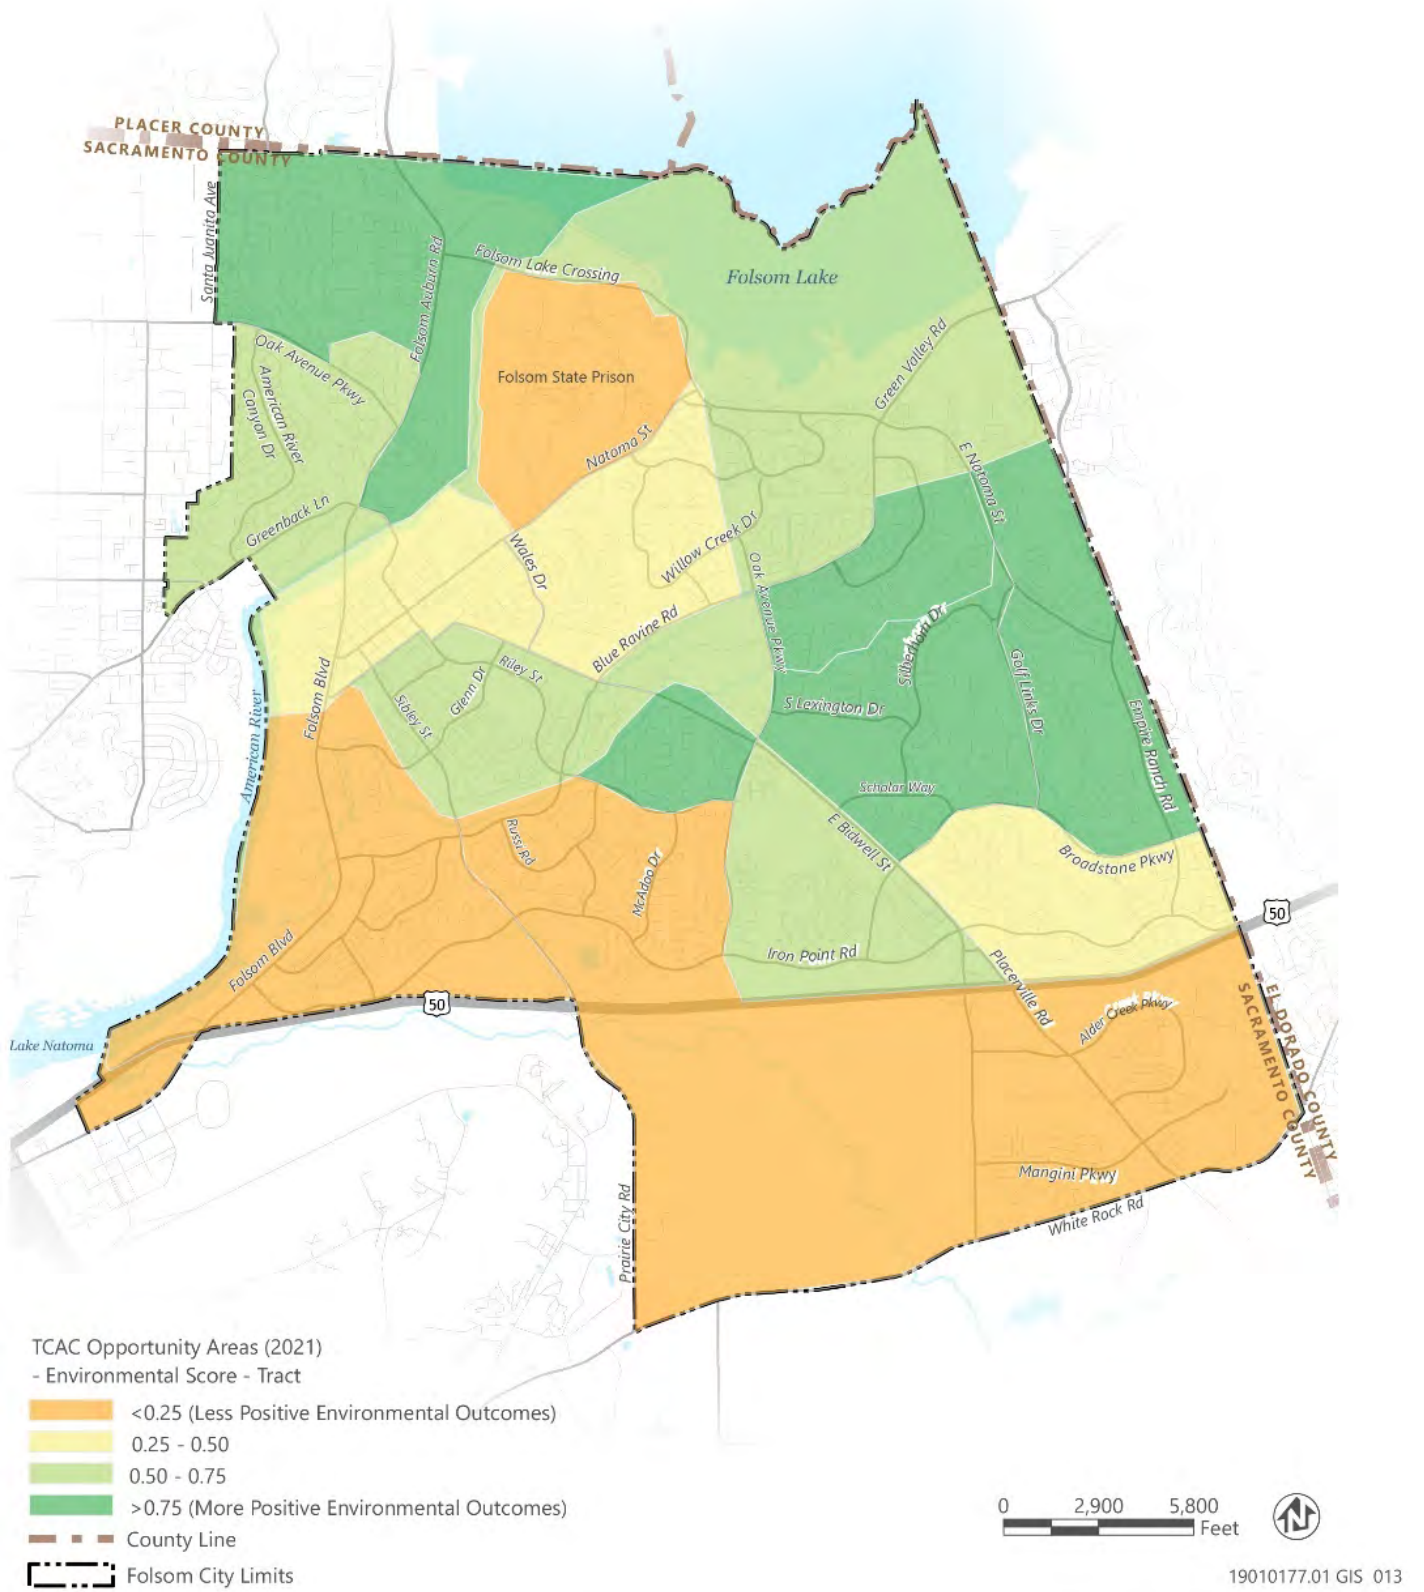 PLACER COUNTY
SACRAMENTO COUNTY
Santa Juanita Ave
Folsom Auburn Rd
Folsom Lake Crossing
Folsom Lake
Oak Avenue Pkwy
American River
Canyon Dr
Folsom State Prison
Green Valley Rd
Natoma St
E Natoma St
Greenback Ln
Wales Dr
Willow Creek Dr
Oak Avenue Pkwy
Blue Ravine Rd
Silberhorn Dr
Golf Links Dr
Riley St
Glenn Dr
Sibley St
Folsom Blvd
American River
S Lexington Dr
Empire Ranch Rd
Scholar Way
E Bidwell St
Broadstone Pkwy
Russi Rd
McAdoo Dr
Iron Point Rd
50
Folsom Blvd
Placerville Rd
50
Alder Creek Pkwy
Lake Natoma
EL DORADO COUNTY
SACRAMENTO COUNTY
Mangini Pkwy
White Rock Rd
Prairie City Rd
TCAC Opportunity Areas (2021)
- Environmental Score - Tract
<0.25 (Less Positive Environmental Outcomes)
0.25 - 0.50
0.50 - 0.75
>0.75 (More Positive Environmental Outcomes)
County Line
Folsom City Limits
0 2,900 5,800
Feet
N
19010177.01 GIS 013